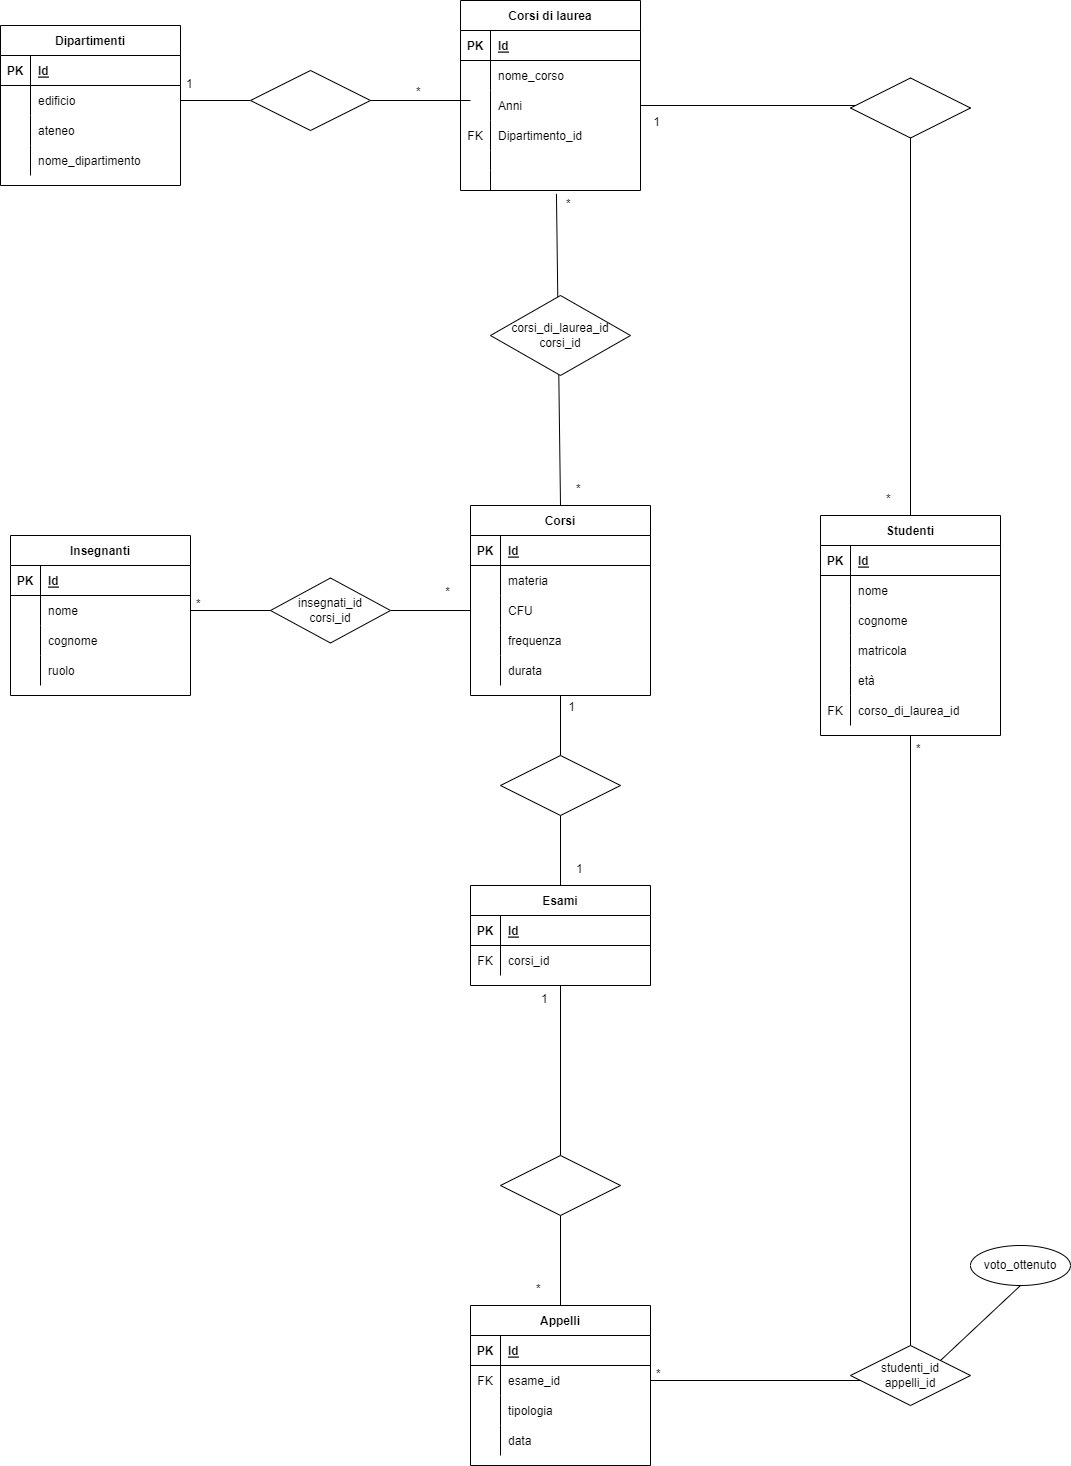 Dipartimenti
PK Id
edificio
ateneo
nome_dipartimento
1
*
Corsi di laurea
PK Id
nome_corso
Anni
FK Dipartimento_id
1
*
corsi_di_laurea_id
corsi_id
*
Insegnanti
PK Id
nome
cognome
ruolo
*
insegnati_id
corsi_id
*
Corsi
PK Id
materia
CFU
frequenza
durata
1
*
Studenti
PK Id
nome
cognome
matricola
età
FK corso_di_laurea_id
*
1
Esami
PK Id
FK corsi_id
1
*
Appelli
PK Id
FK esame_id
tipologia
data
*
studenti_id
appelli_id
voto_ottenuto